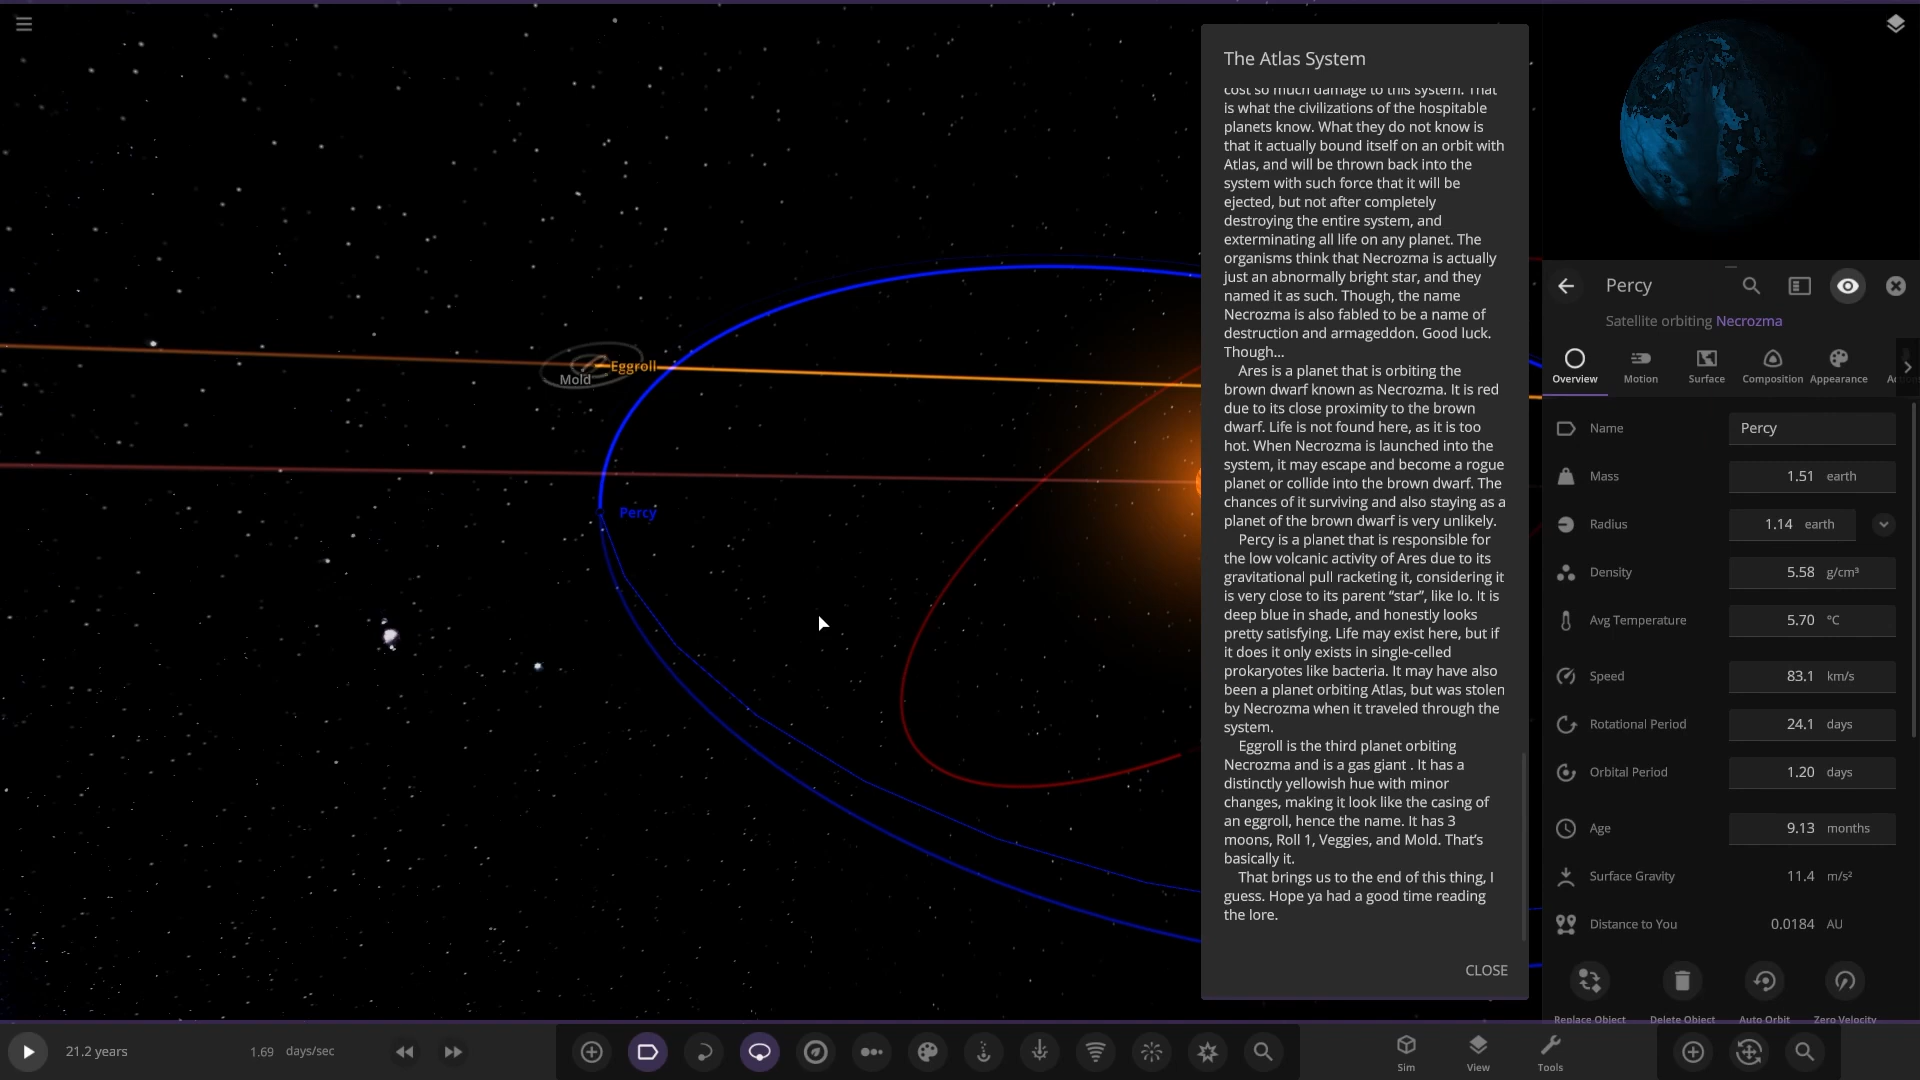 The Atlas System
cost so much damage to this system. That
is what the civilizations of the hospitable
planets know. What they do not know is
that it actually bound itself on an orbit with
Atlas, and will be thrown back into the
system with such force that it will be
ejected, but not after completely
destroying the entire system, and
exterminating all life on any planet. The
organisms think that Necrozma is actually
just an abnormally bright star, and they
named it as such. Though, the name
Necrozma is also fabled to be a name of
destruction and armageddon. Good luck.
Though...
Ares is a planet that is orbiting the
brown dwarf known as Necrozma. It is red
due to its close proximity to the brown
dwarf. Life is not found here, as it is too
hot. When Necrozma is launched into the
system, it may escape and become a rogue
planet or collide into the brown dwarf. The
chances of it surviving and also staying as a
planet of the brown dwarf is very unlikely.
Percy is a planet that is responsible for
the low volcanic activity of Ares due to its
gravitational pull racketing it, considering it
is very close to its parent “star”, like Io. It is
deep blue in shade, and honestly looks
pretty satisfying. Life may exist here, but if
it does it only exists in single-celled
prokaryotes like bacteria. It may have also
been a planet orbiting Atlas, but was stolen
by Necrozma when it traveled through the
system.
Eggroll is the third planet orbiting
Necrozma and is a gas giant . It has a
distinctly yellowish hue with minor
changes, making it look like the casing of
an eggroll, hence the name. It has 3
moons, Roll 1, Veggies, and Mold. That’s
basically it.
That brings us to the end of this thing, I
guess. Hope ya had a good time reading
the lore.
CLOSE
Eggroll
Mold
Percy
Percy
Satellite orbiting Necrozma
Overview Motion Surface Composition Appearance
Name Percy
Mass 1.51 earth
Radius 1.14 earth
Density 5.58 g/cm³
Avg Temperature 5.70 °C
Speed 83.1 km/s
Rotational Period 24.1 days
Orbital Period 1.20 days
Age 9.13 months
Surface Gravity 11.4 m/s²
Distance to You 0.0184 AU
Replace Object Delete Object Auto Orbit Zero Velocity
21.2 years 1.69 days/sec
Sim View Tools